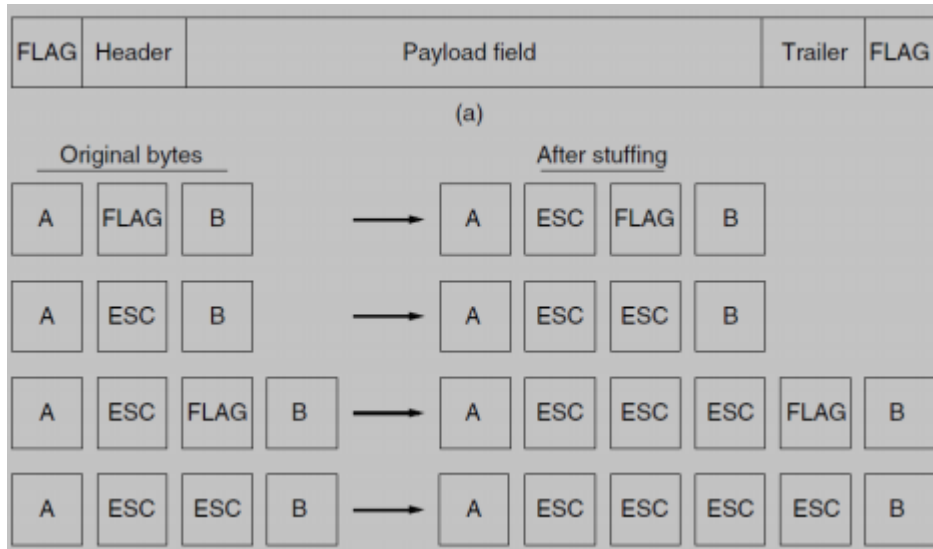 FLAG Header Payload field Trailer FLAG
(a)
Original bytes After stuffing
A FLAG B A ESC FLAG B
A ESC B A ESC ESC B
A ESC FLAG B A ESC ESC ESC FLAG B
A ESC ESC B A ESC ESC ESC ESC B